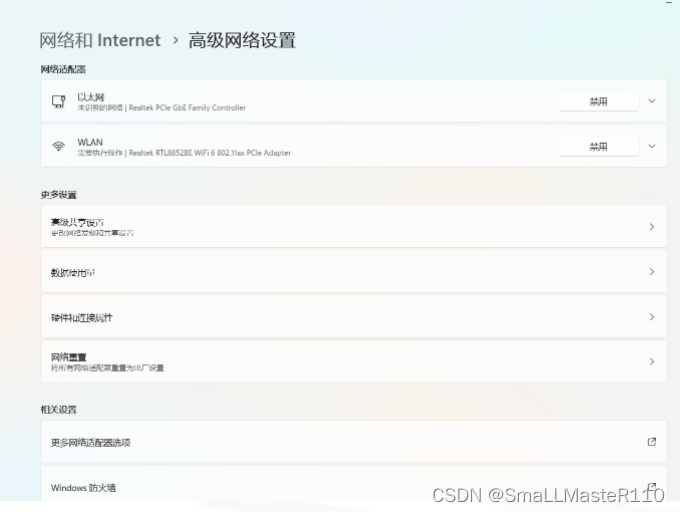 网络和 Internet › 高级网络设置
网络适配器
以太网
未识别的网络 | Realtek PCIe GbE Family Controller
禁用
WLAN
需要执行操作 | Realtek RTL8852BE WiFi 6 802.11ax PCIe Adapter
禁用
更多设置
高级共享设置
更改网络发现和共享设置
数据使用量
硬件和连接属性
网络重置
将所有网络适配器重置为出厂设置
相关设置
更多网络适配器选项
Windows 防火墙
CSDN @SmaLLMasteR110